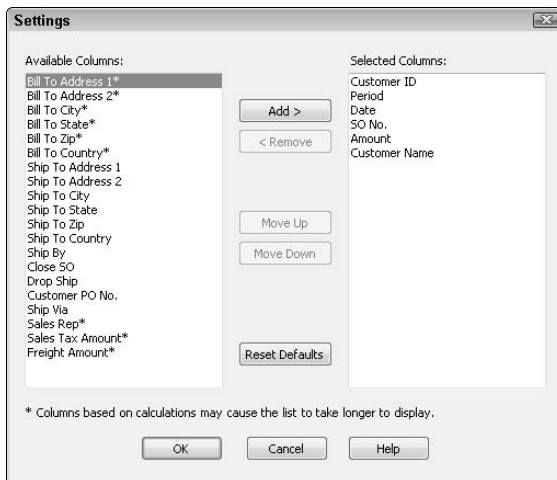 Settings
Available Columns:
Bill To Address 1*
Bill To Address 2*
Bill To City*
Bill To State*
Bill To Zip*
Bill To Country*
Ship To Address 1
Ship To Address 2
Ship To City
Ship To State
Ship To Zip
Ship To Country
Ship By
Close SO
Drop Ship
Customer PO No.
Ship Via
Sales Rep*
Sales Tax Amount*
Freight Amount*
Add >
< Remove
Move Up
Move Down
Reset Defaults
Selected Columns:
Customer ID
Period
Date
SO No.
Amount
Customer Name
* Columns based on calculations may cause the list to take longer to display.
OK
Cancel
Help